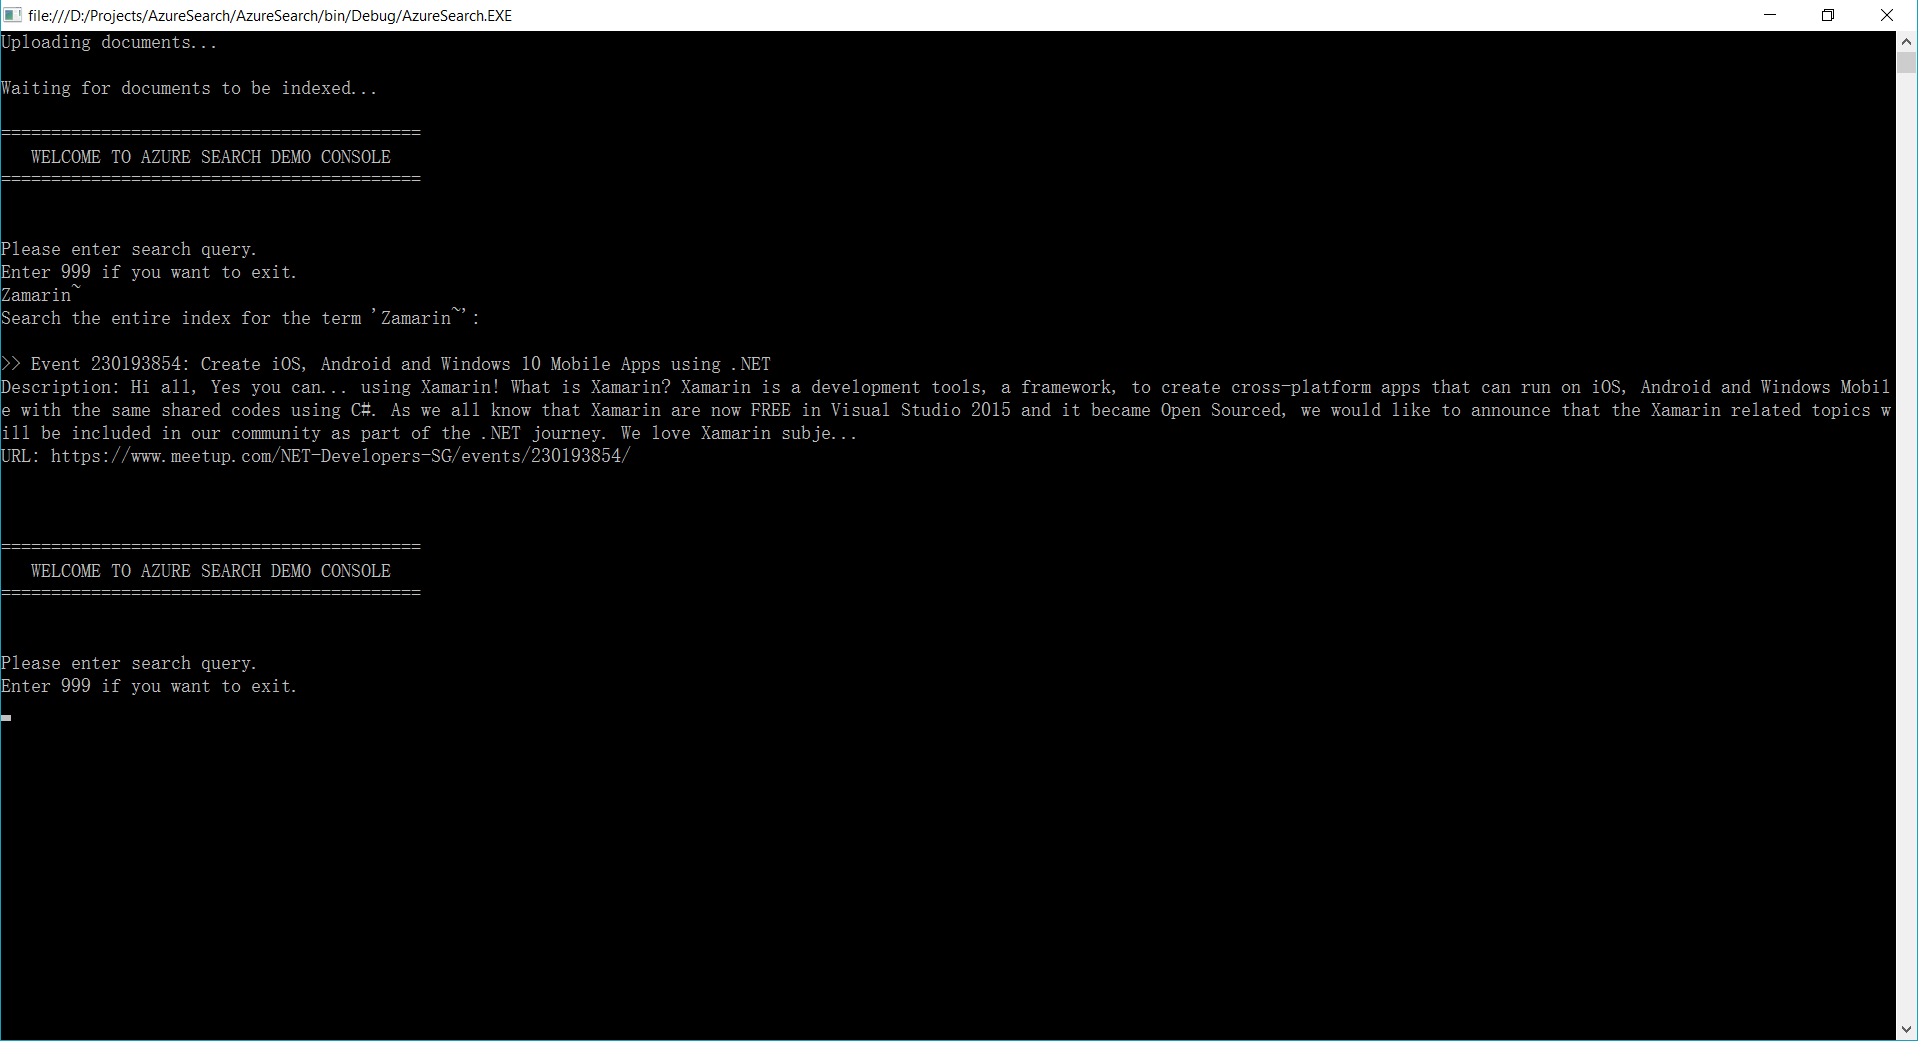 file:///D:/Projects/AzureSearch/AzureSearch/bin/Debug/AzureSearch.EXE
Uploading documents...
Waiting for documents to be indexed...
==========================================
WELCOME TO AZURE SEARCH DEMO CONSOLE
==========================================
Please enter search query.
Enter 999 if you want to exit.
Zamarin~
Search the entire index for the term 'Zamarin~':
>> Event 230193854: Create iOS, Android and Windows 10 Mobile Apps using .NET
Description: Hi all, Yes you can... using Xamarin! What is Xamarin? Xamarin is a development tools, a framework, to create cross-platform apps that can run on iOS, Android and Windows Mobil
e with the same shared codes using C#. As we all know that Xamarin are now FREE in Visual Studio 2015 and it became Open Sourced, we would like to announce that the Xamarin related topics w
ill be included in our community as part of the .NET journey. We love Xamarin subje...
URL: https://www.meetup.com/NET-Developers-SG/events/230193854/
==========================================
WELCOME TO AZURE SEARCH DEMO CONSOLE
==========================================
Please enter search query.
Enter 999 if you want to exit.